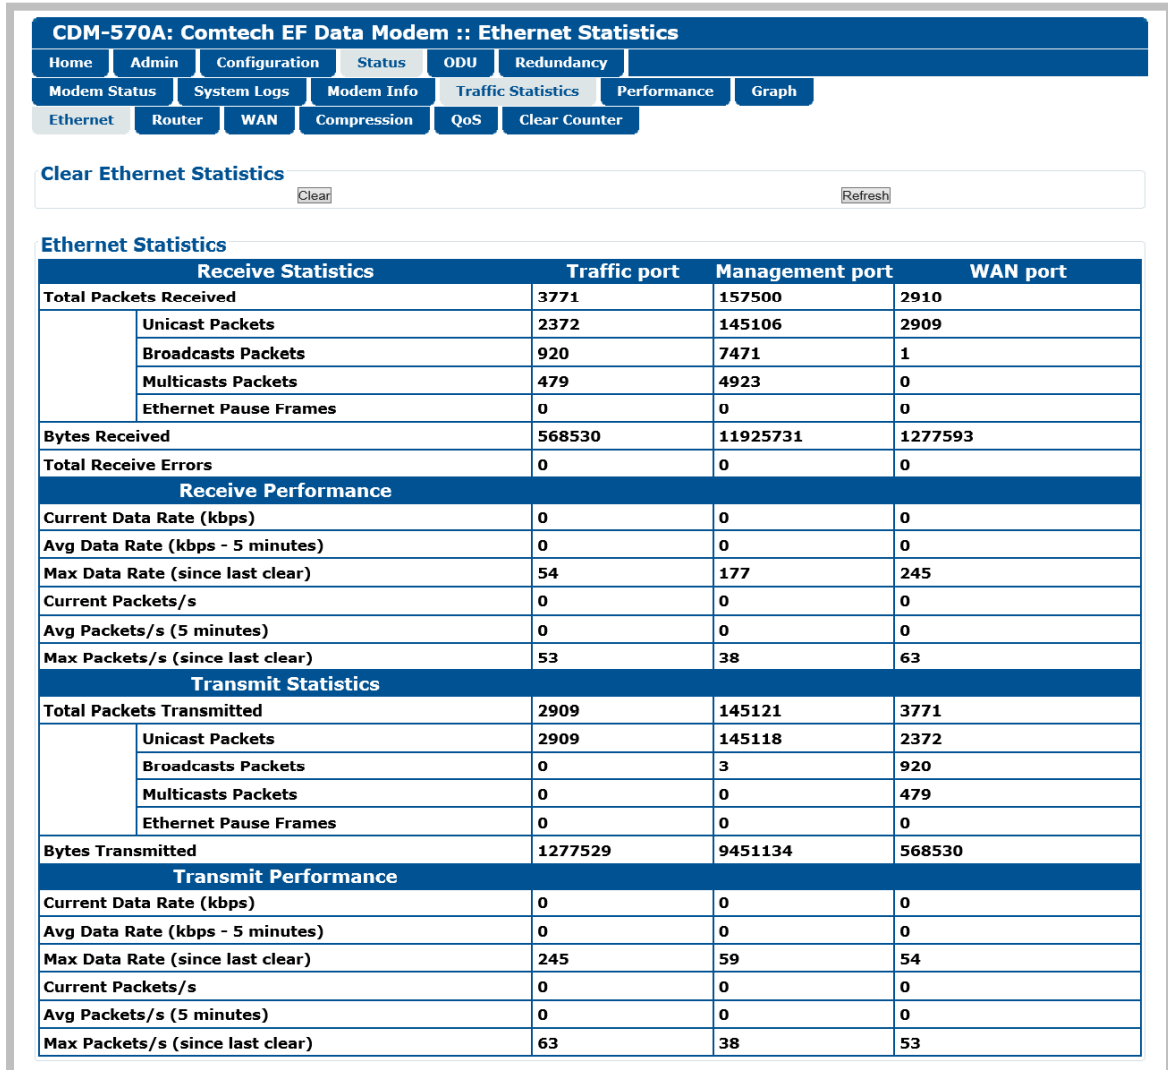 CDM-570A: Comtech EF Data Modem :: Ethernet Statistics
Home Admin Configuration Status ODU Redundancy
Modem Status System Logs Modem Info Traffic Statistics Performance Graph
Ethernet Router WAN Compression QoS Clear Counter
Clear Ethernet Statistics
Clear Refresh
Ethernet Statistics
Receive Statistics Traffic port Management port WAN port
Total Packets Received 3771 157500 2910
Unicast Packets 2372 145106 2909
Broadcasts Packets 920 7471 1
Multicasts Packets 479 4923 0
Ethernet Pause Frames 0 0 0
Bytes Received 568530 11925731 1277593
Total Receive Errors 0 0 0
Receive Performance
Current Data Rate (kbps) 0 0 0
Avg Data Rate (kbps - 5 minutes) 0 0 0
Max Data Rate (since last clear) 54 177 245
Current Packets/s 0 0 0
Avg Packets/s (5 minutes) 0 0 0
Max Packets/s (since last clear) 53 38 63
Transmit Statistics
Total Packets Transmitted 2909 145121 3771
Unicast Packets 2909 145118 2372
Broadcasts Packets 0 3 920
Multicasts Packets 0 0 479
Ethernet Pause Frames 0 0 0
Bytes Transmitted 1277529 9451134 568530
Transmit Performance
Current Data Rate (kbps) 0 0 0
Avg Data Rate (kbps - 5 minutes) 0 0 0
Max Data Rate (since last clear) 245 59 54
Current Packets/s 0 0 0
Avg Packets/s (5 minutes) 0 0 0
Max Packets/s (since last clear) 63 38 53